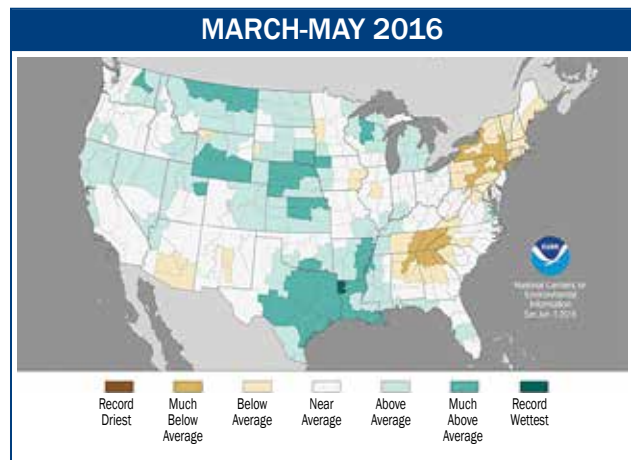 MARCH-MAY 2016
National Centers for
Environmental
Information
Record
Driest
Much
Below
Average
Below
Average
Near
Average
Above
Average
Much
Above
Average
Record
Wettest